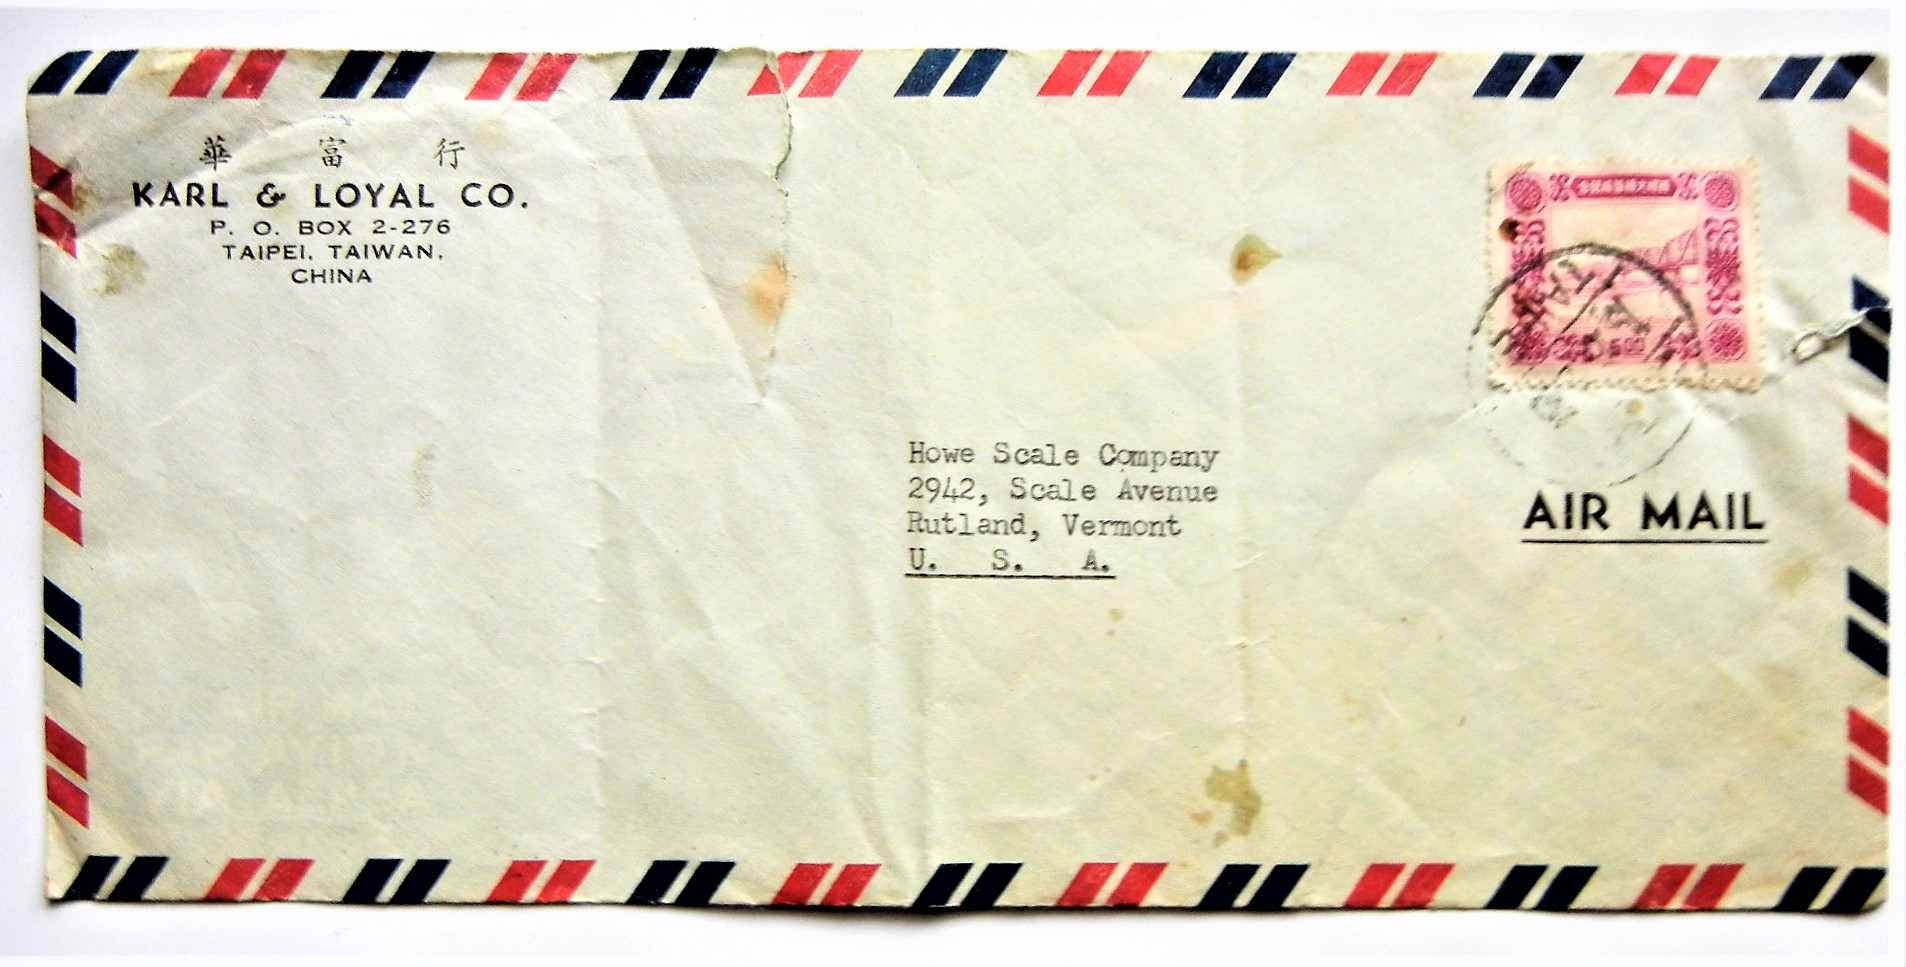 華 富 行
KARL & LOYAL CO.
P. O. BOX 2-276
TAIPEI, TAIWAN,
CHINA
Howe Scale Company
2942, Scale Avenue
Rutland, Vermont
U. S. A.
AIR MAIL